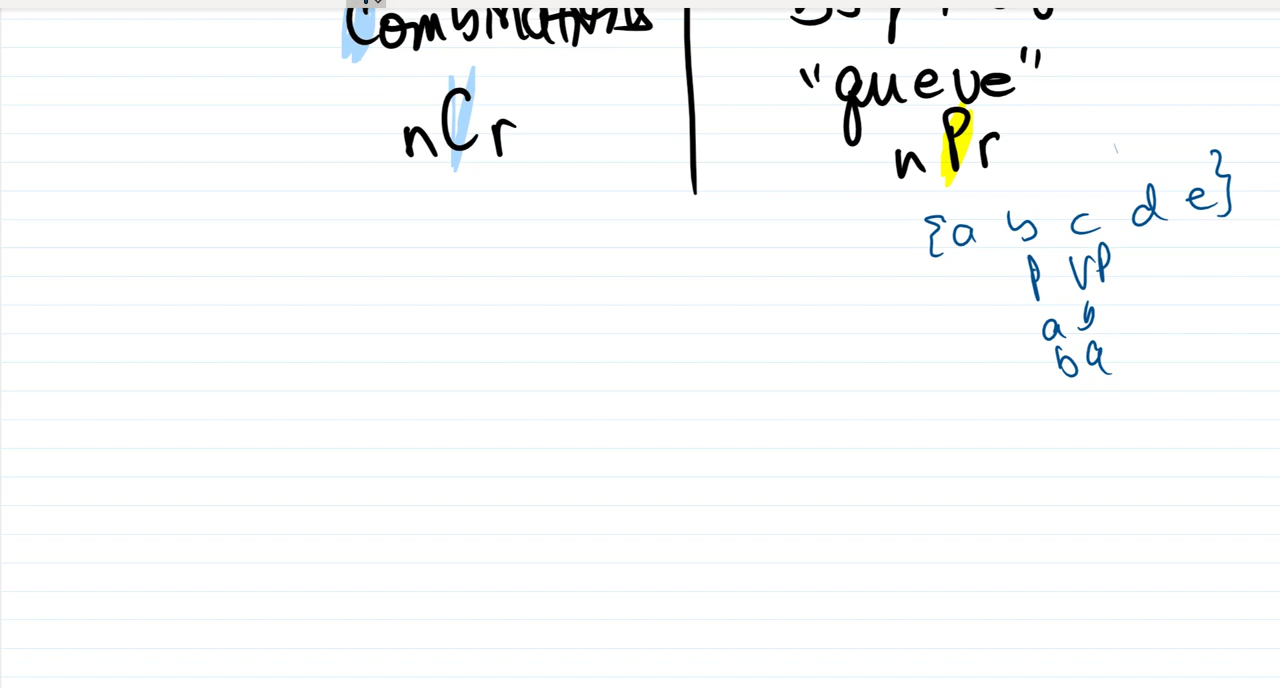 Combinations
nCr
"queue"
nPr
{a b c d e}
P VP
a b
b a